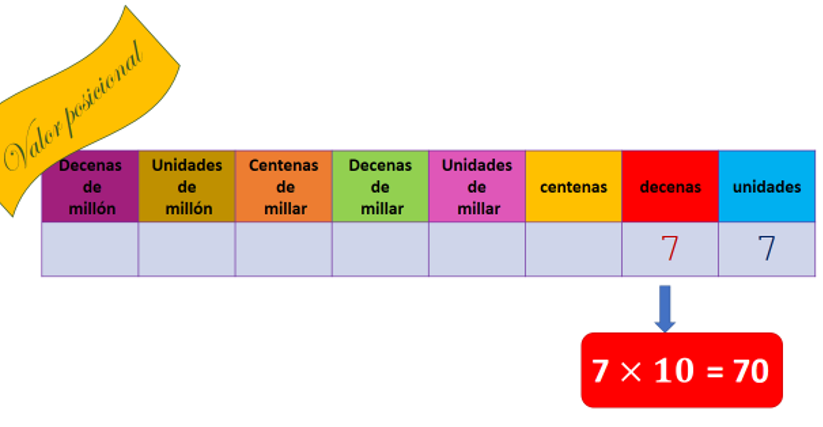 Valor posicional
Decenas de millón
Unidades de millón
Centenas de millar
Decenas de millar
Unidades de millar
centenas
decenas
unidades
7
7
7 × 10 = 70